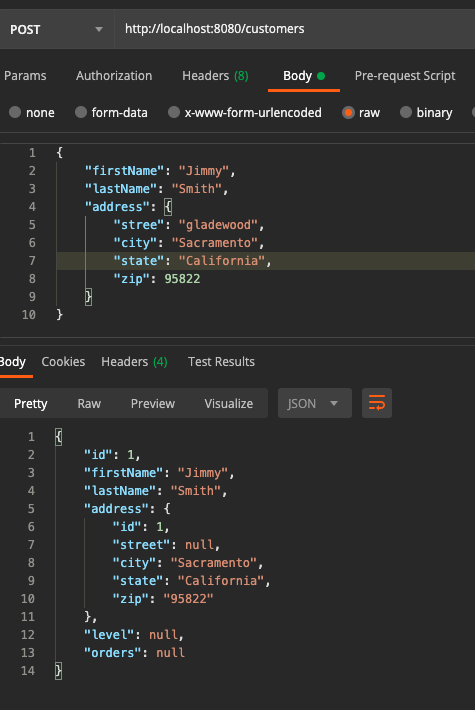 POST http://localhost:8080/customers
Params Authorization Headers (8) Body Pre-request Script
none form-data x-www-form-urlencoded raw binary
1 {
2 "firstName": "Jimmy",
3 "lastName": "Smith",
4 "address": {
5 "stree": "gladewood",
6 "city": "Sacramento",
7 "state": "California",
8 "zip": 95822
9 }
10 }
Body Cookies Headers (4) Test Results
Pretty Raw Preview Visualize JSON
1 {
2 "id": 1,
3 "firstName": "Jimmy",
4 "lastName": "Smith",
5 "address": {
6 "id": 1,
7 "street": null,
8 "city": "Sacramento",
9 "state": "California",
10 "zip": "95822"
11 },
12 "level": null,
13 "orders": null
14 }